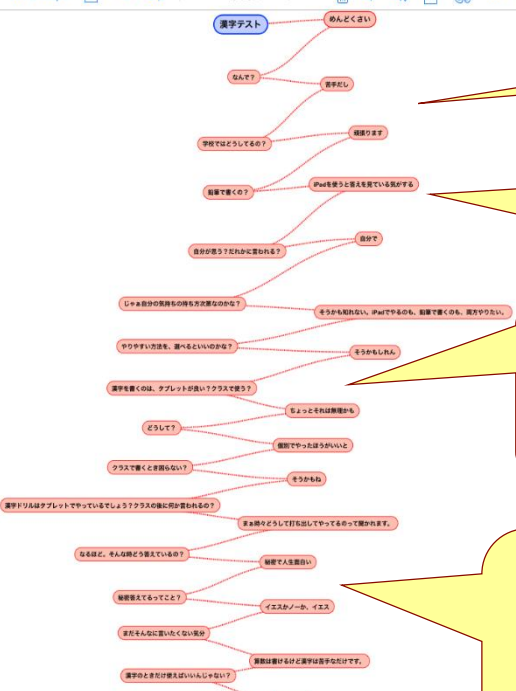 漢字テスト
めんどくさい
なんで？
苦手だし
学校ではどうしてるの？
頑張ります
鉛筆で書くの？
iPadを使うと答えを見ている気がする
自分が思う？だれかに言われる？
自分で
じゃぁ自分の気持ちの持ち方次第なのかな？
そうかも知れない。iPadでやるのも、鉛筆で書くのも、両方やりたい。
やりやすい方法を、選べるといいのかな？
そうかもしれん
漢字を書くのは、タブレットが良い？クラスで使う？
ちょっとそれは無理かも
どうして？
個別でやったほうがいいと
クラスで書くとき困らない？
そうかもね
漢字ドリルはタブレットでやっているでしょう？クラスの後に何か言われるの？
まぁ時々どうして打ち出してやってるのって聞かれます。
なるほど。そんな時どう答えているの？
秘密で人生面白い
秘密答えてるってこと？
イエスかノーか、イエス
まだそんなに言いたくない気分
算数は書けるけど漢字は苦手なだけです。
漢字のときだけ使えばいいんじゃない？